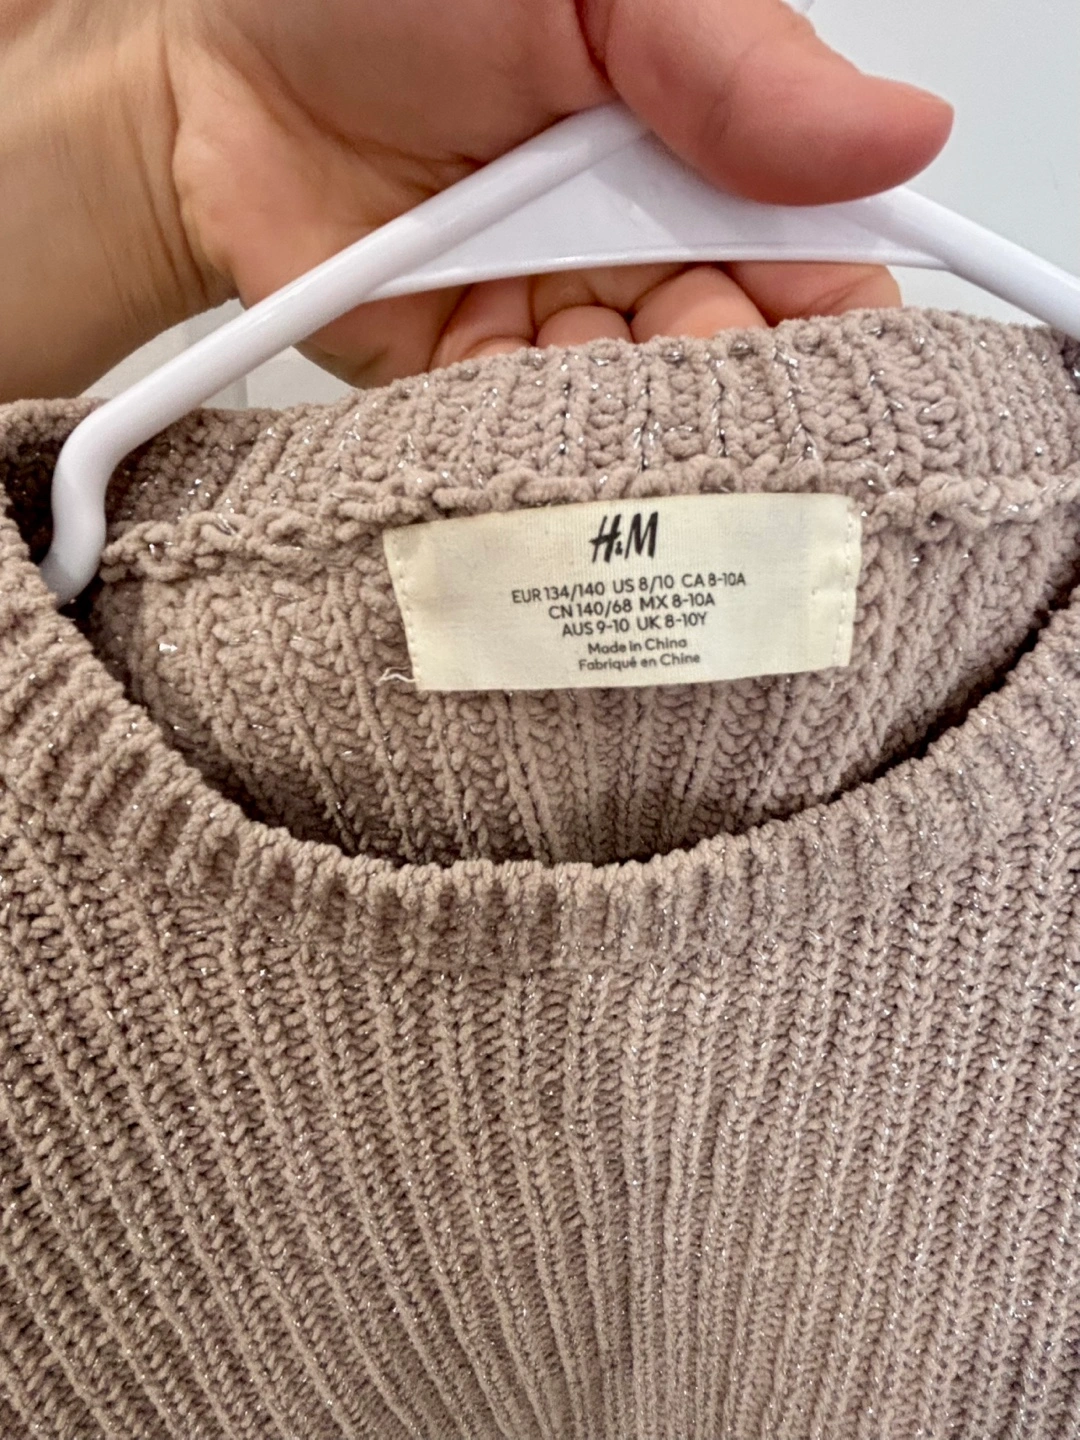 H&M
EUR 134/140 US 8/10 CA 8-10A
CN 140/68 MX 8-10A
AUS 9-10 UK 8-10Y
Made in China
Fabriqué en Chine